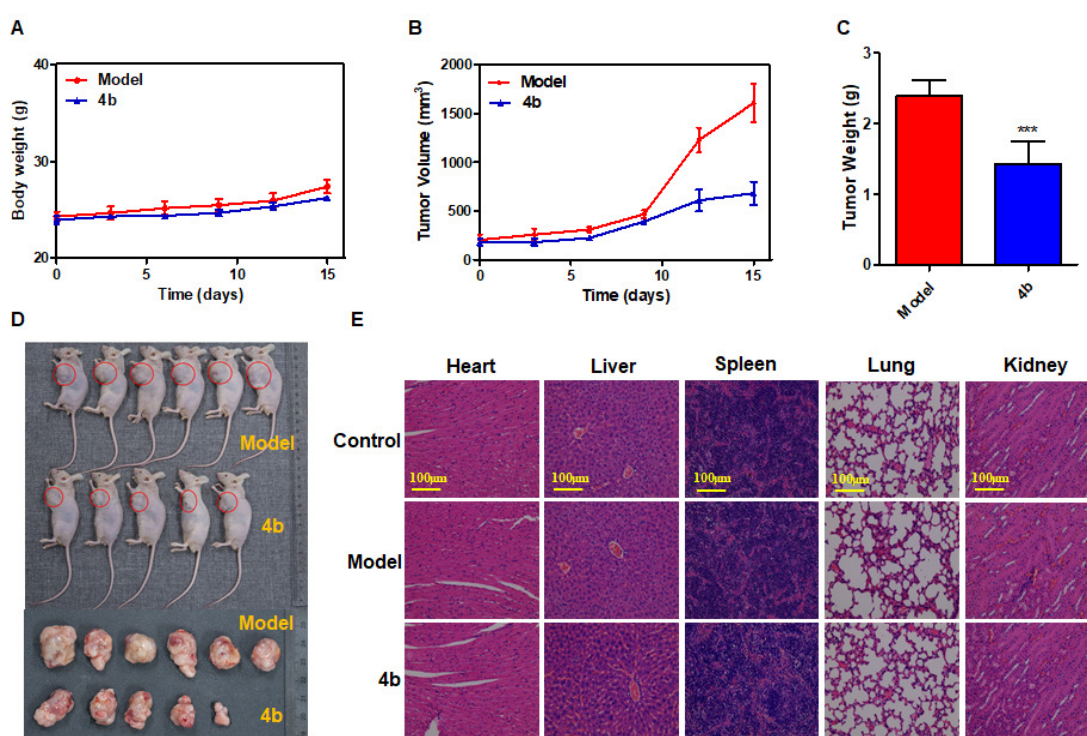 A
Body weight (g)
40
30
20
Model
4b
0
5
10
15
Time (days)
B
Tumor Volume (mm³)
2000
1500
1000
500
0
Model
4b
0
5
10
15
Time (days)
C
Tumor Weight (g)
3
2
1
0
***
Model
4b
D
Model
4b
Model
4b
E
Heart Liver Spleen Lung Kidney
Control
100μm 100μm 100μm 100μm 100μm
Model
4b